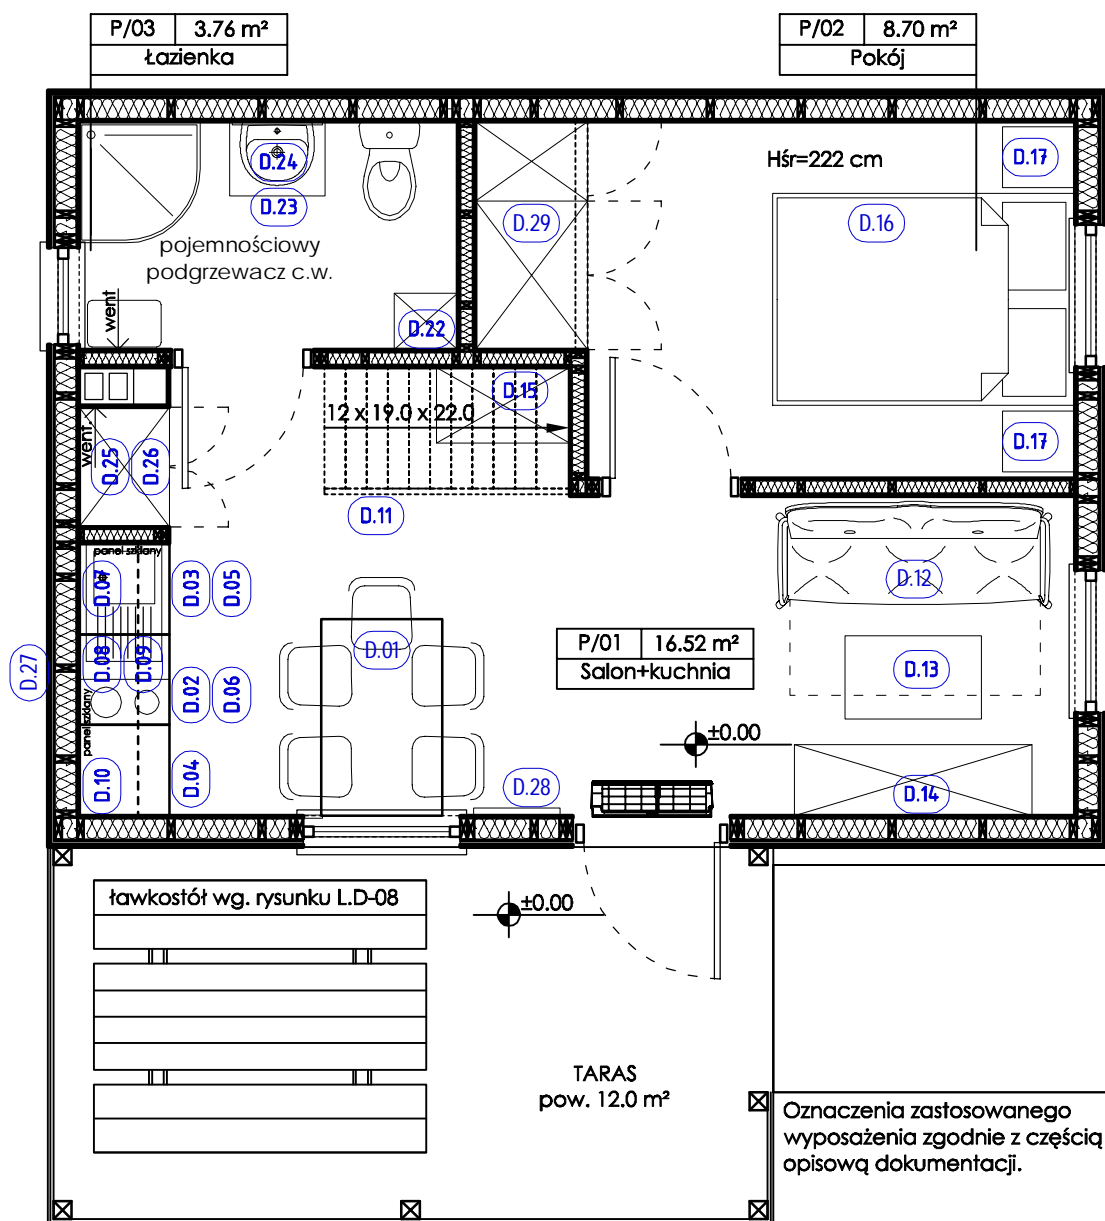 P/03 3.76 m²
Łazienka
P/02 8.70 m²
Pokój
D.24
D.23
pojemnościowy
podgrzewacz c.w.
went
D.22
D.29
Hśr=222 cm
D.17
D.16
D.17
D.15
12 x 19.0 x 22.0
went.
D.25
D.26
D.11
panel szklany
D.07
D.03
D.05
D.12
D.01
P/01 16.52 m²
Salon+kuchnia
D.27
D.08
D.09
D.02
D.06
D.13
panel szklany
±0.00
D.10
D.04
D.28
D.14
ławkostół wg. rysunku L.D-08
±0.00
TARAS
pow. 12.0 m²
Oznaczenia zastosowanego
wyposażenia zgodnie z częścią
opisową dokumentacji.